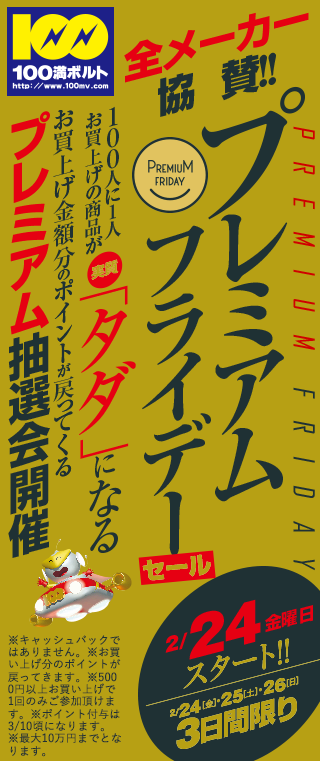 100
100満ボルト
http://www.100mv.com
全メーカー
協賛!!
プレミアム
PREMIUM FRIDAY
フライデー
セール
PREMIUM
FRIDAY
100人に1人
お買上げの商品が
実質「タダ」になる
お買上げ金額分のポイントが戻ってくる
プレミアム抽選会開催
2/24金曜日
スタート!!
2/24[金]・25[土]・26[日]
3日間限り
※キャッシュバックで
はありません。※お買
い上げ分のポイントが
戻ってきます。※500
0円以上お買い上げで
1回のみご参加頂けま
す。※ポイント付与は
3/10頃になります。
※最大10万円までとな
ります。